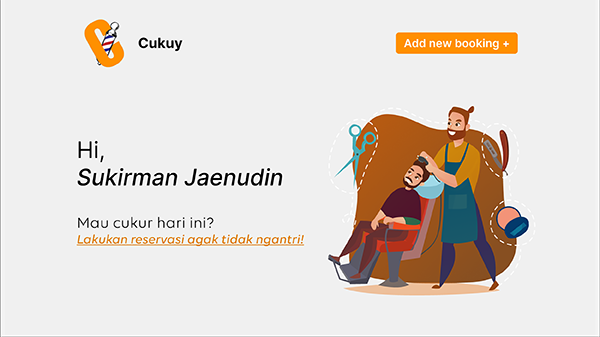 Cukuy
Add new booking +
Hi,
Sukirman Jaenudin
Mau cukur hari ini?
Lakukan reservasi agak tidak ngantri!